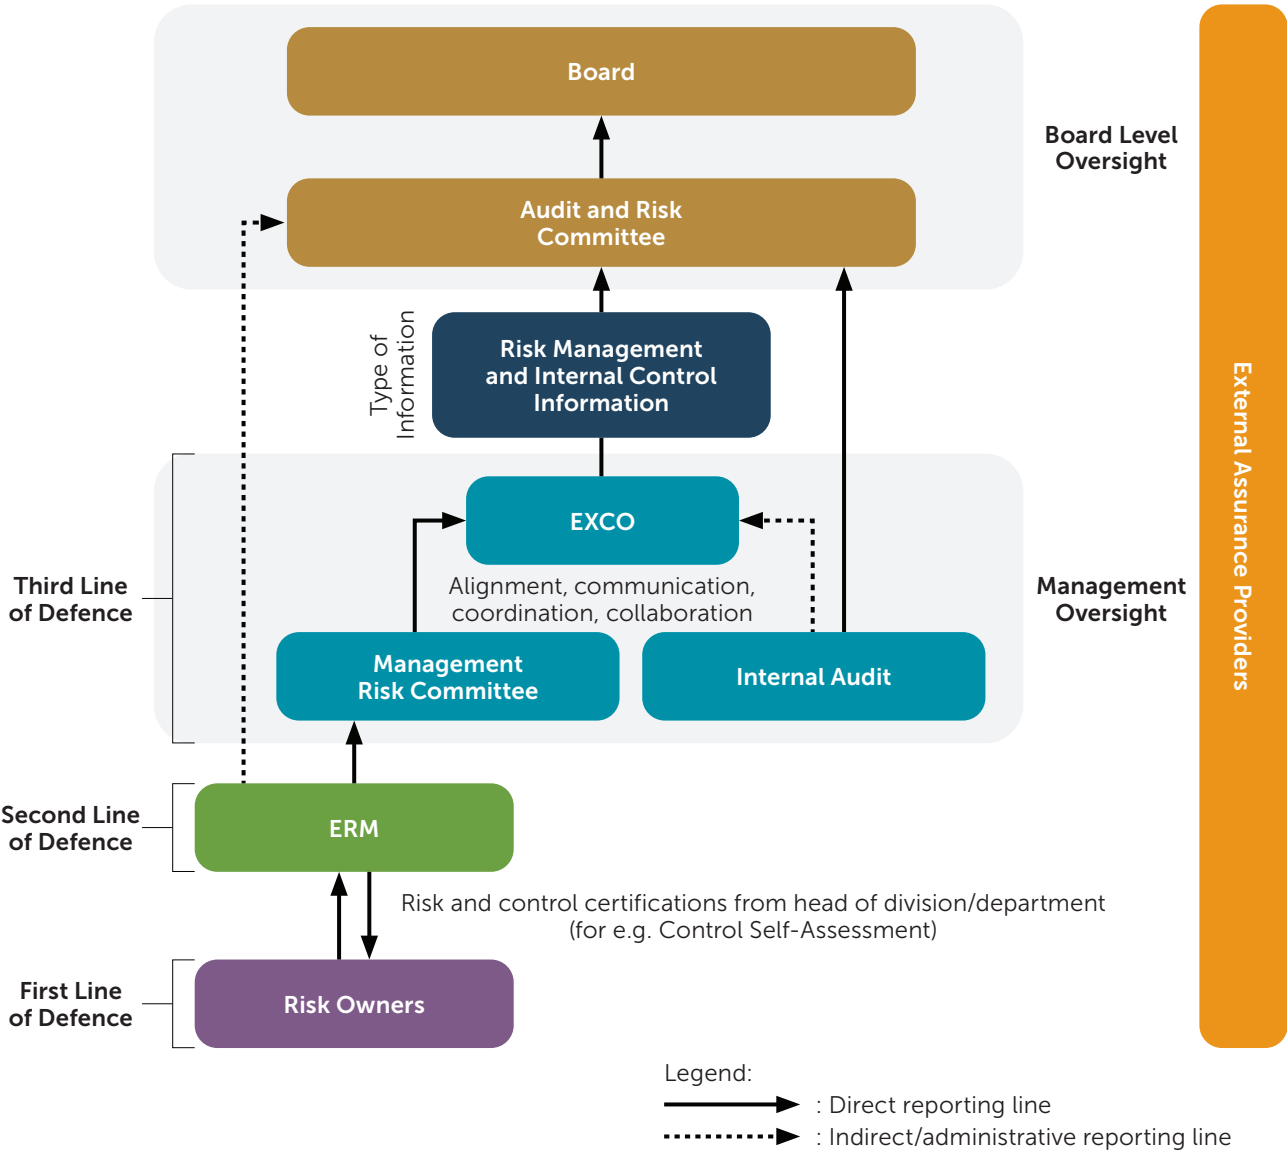 Board
Board Level
Oversight
Audit and Risk
Committee
Type of
Information
Risk Management
and Internal Control
Information
External Assurance Providers
EXCO
Third Line
of Defence
Alignment, communication,
coordination, collaboration
Management
Oversight
Management
Risk Committee
Internal Audit
Second Line
of Defence
ERM
Risk and control certifications from head of division/department
(for e.g. Control Self-Assessment)
First Line
of Defence
Risk Owners
Legend:
: Direct reporting line
: Indirect/administrative reporting line